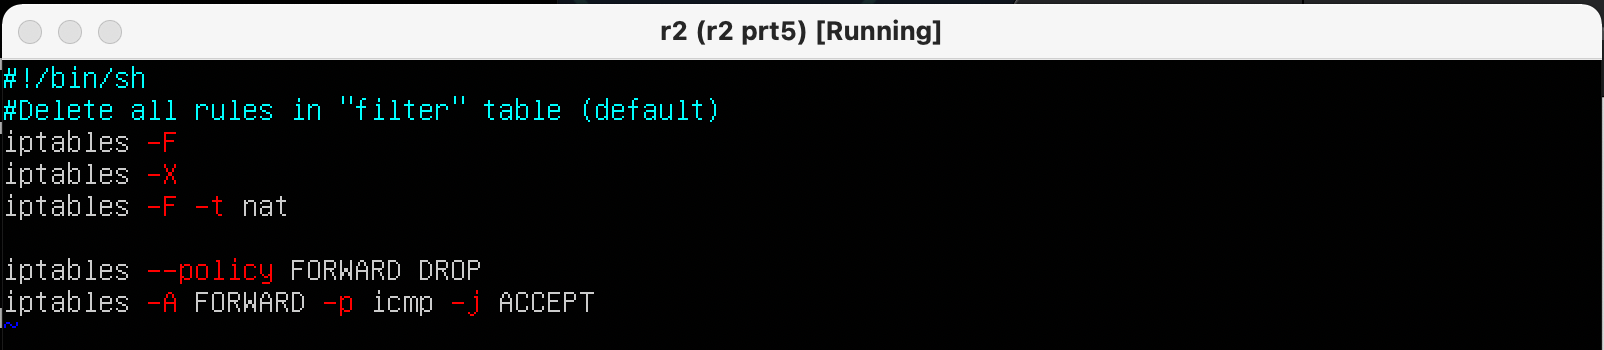 r2 (r2 prt5) [Running]
#!/bin/sh
#Delete all rules in "filter" table (default)
iptables -F
iptables -X
iptables -F -t nat
iptables --policy FORWARD DROP
iptables -A FORWARD -p icmp -j ACCEPT
~